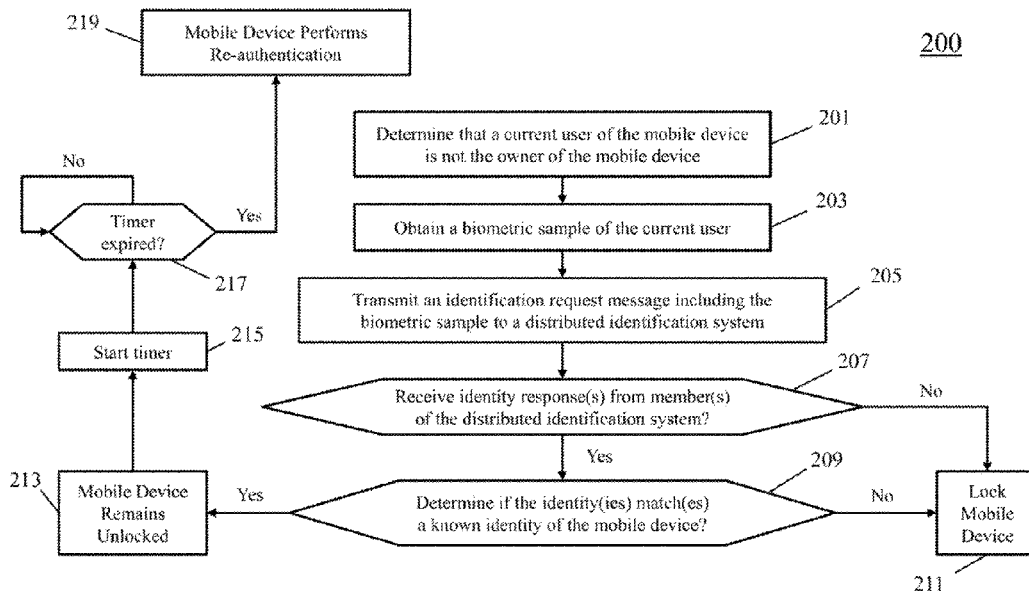 219
Mobile Device Performs
Re-authentication
200
201
Determine that a current user of the mobile device
is not the owner of the mobile device
No
203
Timer
expired?
Yes
Obtain a biometric sample of the current user
217
205
Transmit an identification request message including the
biometric sample to a distributed identification system
215
Start timer
207
Receive identity response(s) from member(s)
of the distributed identification system?
No
Yes
209
213
Mobile Device
Remains
Unlocked
Yes
Determine if the identity(ies) match(es)
a known identity of the mobile device?
No
Lock
Mobile
Device
211